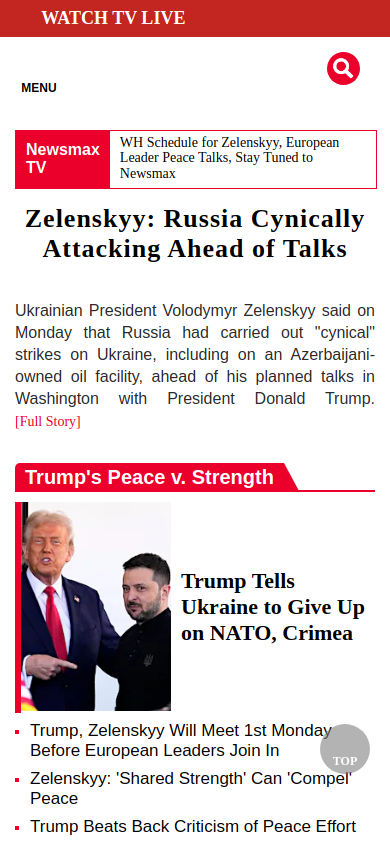 WATCH TV LIVE
MENU
Newsmax TV
WH Schedule for Zelenskyy, European
Leader Peace Talks, Stay Tuned to
Newsmax
Zelenskyy: Russia Cynically
Attacking Ahead of Talks
Ukrainian President Volodymyr Zelenskyy said on
Monday that Russia had carried out "cynical"
strikes on Ukraine, including on an Azerbaijani-
owned oil facility, ahead of his planned talks in
Washington with President Donald Trump.
[Full Story]
Trump's Peace v. Strength
Trump Tells
Ukraine to Give Up
on NATO, Crimea
Trump, Zelenskyy Will Meet 1st Monday
Before European Leaders Join In
Zelenskyy: 'Shared Strength' Can 'Compel'
Peace
TOP
Trump Beats Back Criticism of Peace Effort